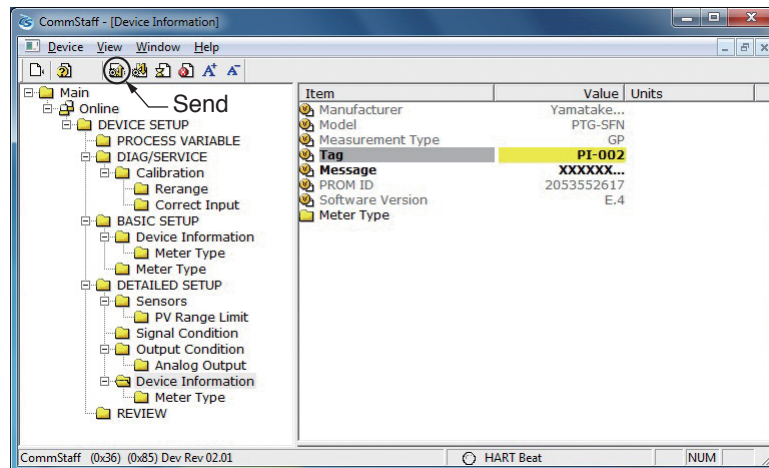 CommStaff - [Device Information]
Device View Window Help
Send
Main
Online
DEVICE SETUP
PROCESS VARIABLE
DIAG/SERVICE
Calibration
Rerange
Correct Input
BASIC SETUP
Device Information
Meter Type
Meter Type
DETAILED SETUP
Sensors
PV Range Limit
Signal Condition
Output Condition
Analog Output
Device Information
Meter Type
REVIEW
Item Value Units
Manufacturer Yamatake...
Model PTG-SFN
Measurement Type GP
Tag PI-002
Message XXXXXX...
PROM ID 2053552617
Software Version E.4
Meter Type
CommStaff (0x36) (0x85) Dev Rev 02.01 HART Beat NUM